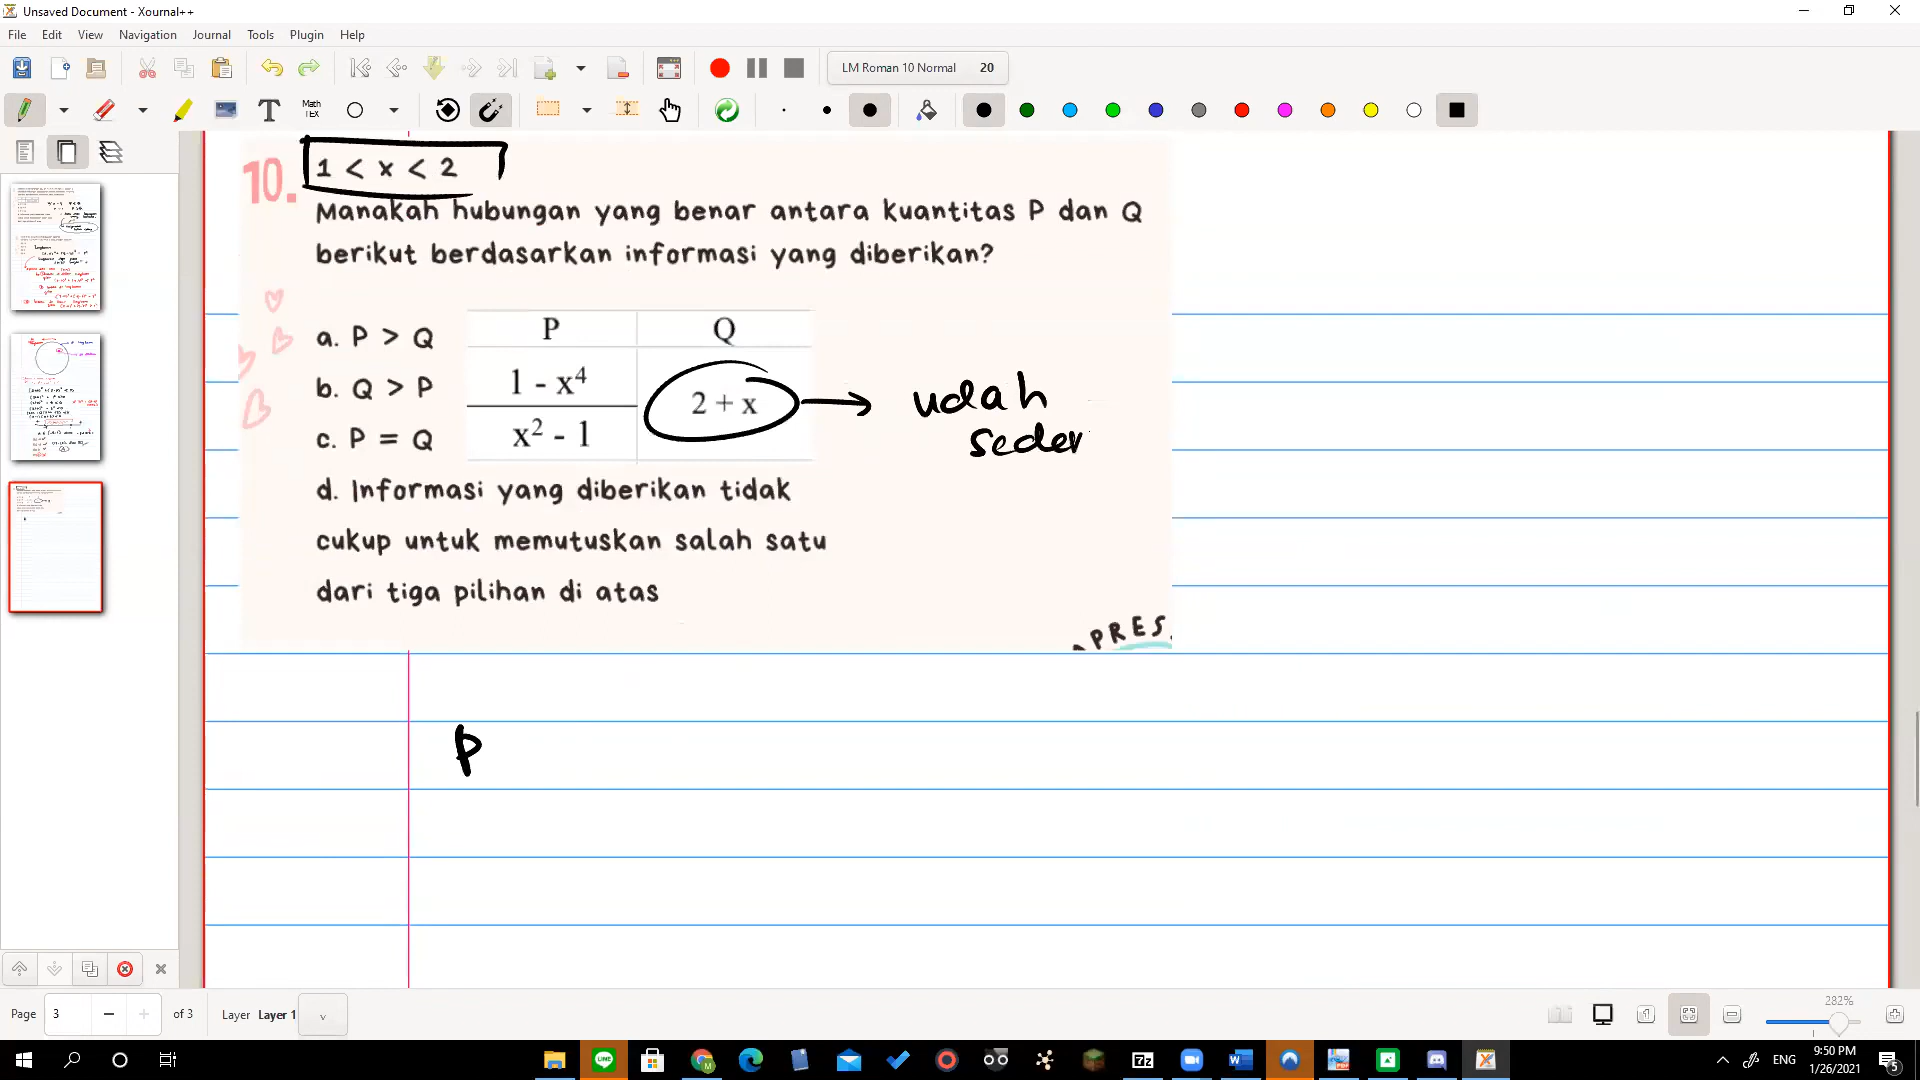 Unsaved Document - Xournal++
File Edit View Navigation Journal Tools Plugin Help
LM Roman 10 Normal 20
Math
TEX
10. 1 < x < 2
Manakah hubungan yang benar antara kuantitas P dan Q
berikut berdasarkan informasi yang diberikan?
a. P > Q
b. Q > P
c. P = Q
P Q
1 - x⁴
x² - 1
2 + x
udah
seder
d. Informasi yang diberikan tidak
cukup untuk memutuskan salah satu
dari tiga pilihan di atas
PRES
P
Page 3 of 3 Layer Layer 1
282%
ENG
9:50 PM
1/26/2021
5